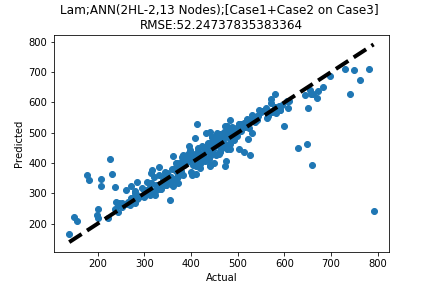 Lam;ANN(2HL-2,13 Nodes);[Case1+Case2 on Case3]
RMSE:52.24737835383364
800
700
600
500
400
300
200
Predicted
200 300 400 500 600 700 800
Actual